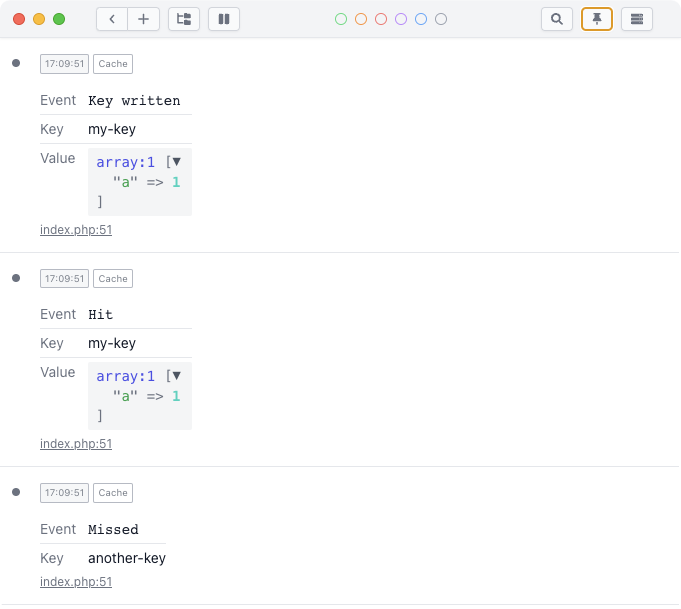 17:09:51 Cache
Event Key written
Key my-key
Value array:1 [▼
"a" => 1
]
index.php:51
17:09:51 Cache
Event Hit
Key my-key
Value array:1 [▼
"a" => 1
]
index.php:51
17:09:51 Cache
Event Missed
Key another-key
index.php:51